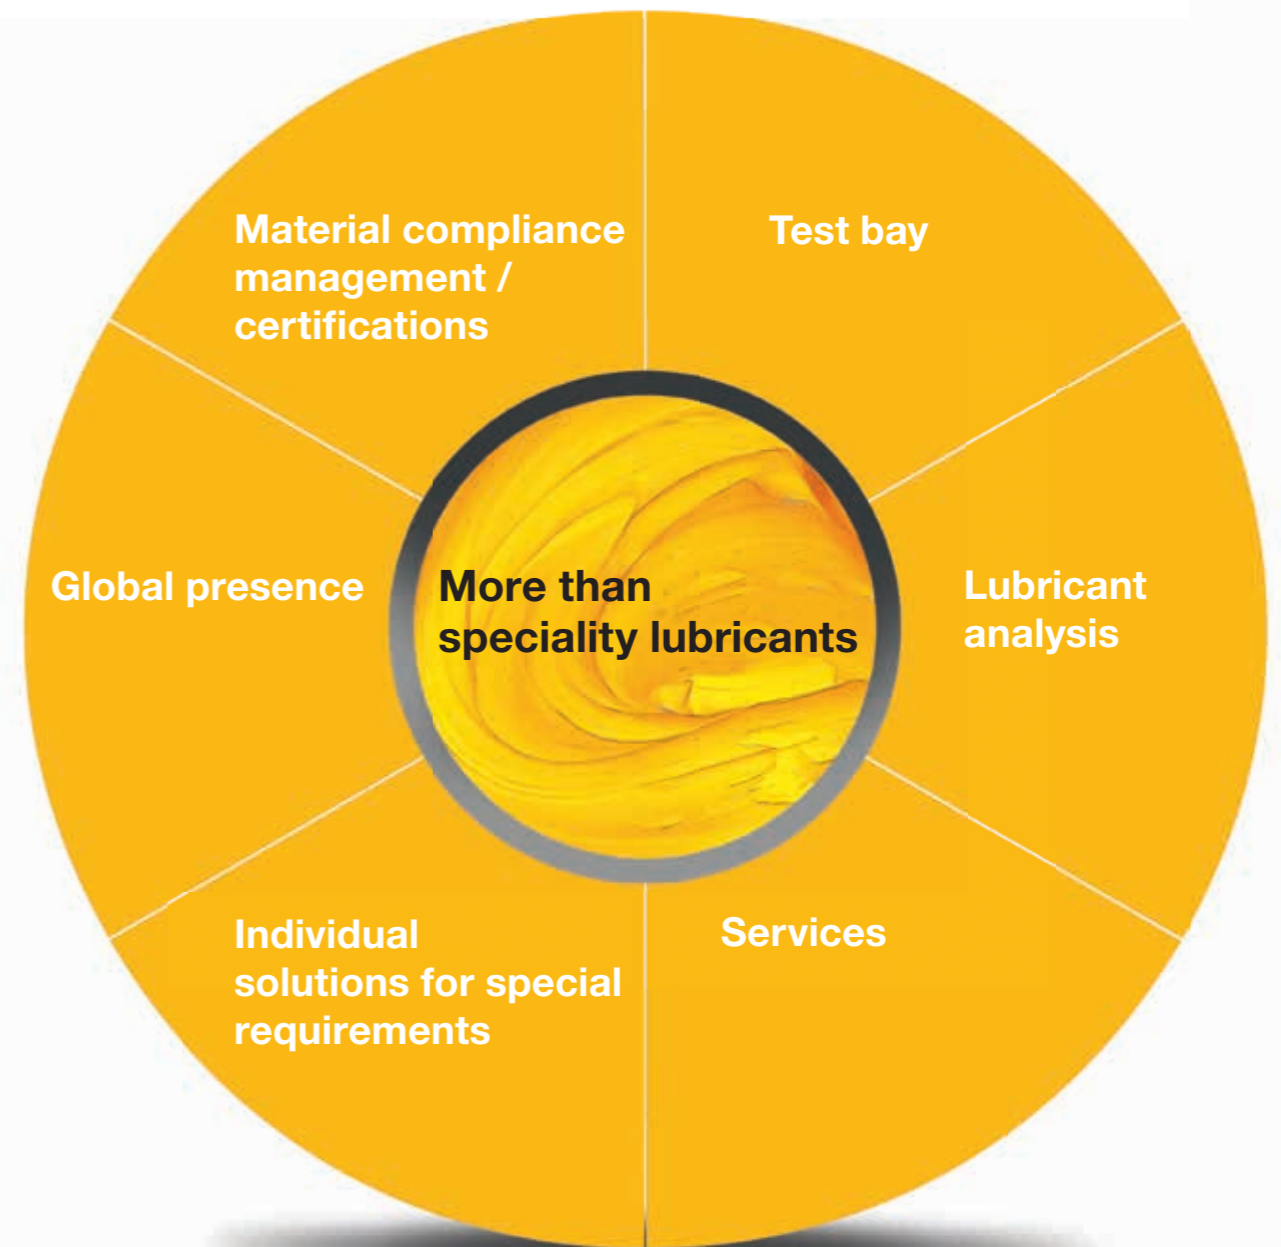 Material compliance
management /
certifications
Test bay
Global presence
More than
speciality lubricants
Lubricant
analysis
Individual
solutions for special
requirements
Services